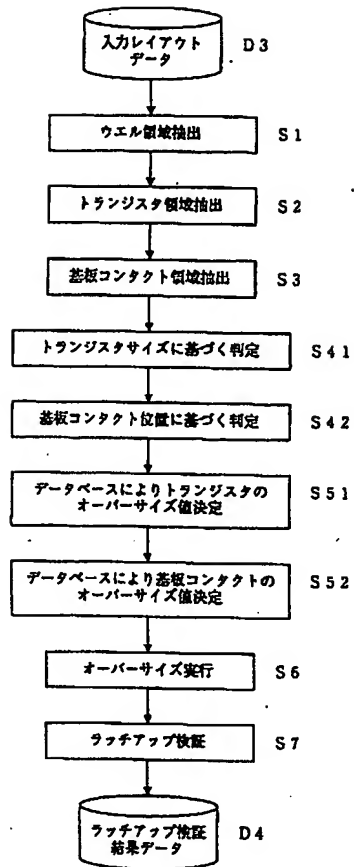 入力レイアウト
データ
D3
ウエル領域抽出
S1
トランジスタ領域抽出
S2
基板コンタクト領域抽出
S3
トランジスタサイズに基づく判定
S41
基板コンタクト位置に基づく判定
S42
データベースによりトランジスタの
オーバーサイズ値決定
S51
データベースにより基板コンタクトの
オーバーサイズ値決定
S52
オーバーサイズ実行
S6
ラッチアップ検証
S7
ラッチアップ検証
結果データ
D4